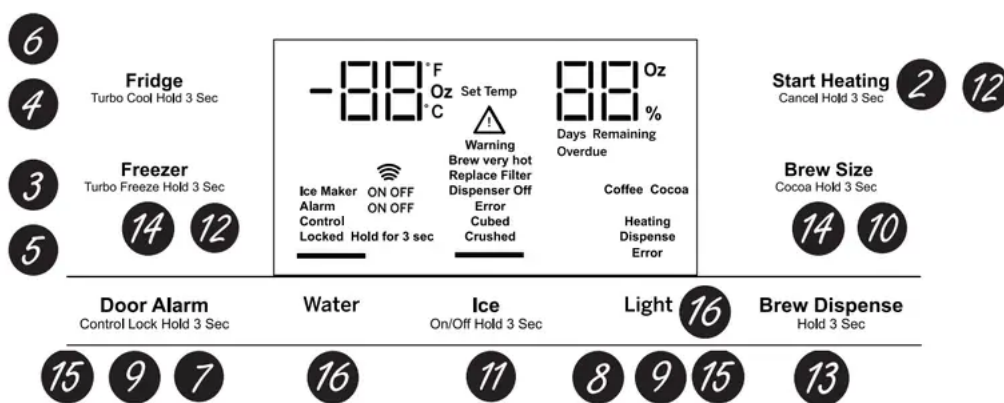 6
4
Fridge
Turbo Cool Hold 3 Sec
3
Freezer
Turbo Freeze Hold 3 Sec
14 12
5
-88 °F
Oz
°C
Set Temp
88 Oz
%
Days Remaining
Overdue
Warning
Brew very hot
Replace Filter
Dispenser Off
Error
Cubed
Crushed
Ice Maker ON OFF
Alarm ON OFF
Control
Locked Hold for 3 sec
Coffee Cocoa
Heating
Dispense
Error
Start Heating 2 12
Cancel Hold 3 Sec
Brew Size
Cocoa Hold 3 Sec
14 10
Door Alarm
Control Lock Hold 3 Sec
Water
Ice
On/Off Hold 3 Sec
Light 16
Brew Dispense
Hold 3 Sec
15 9 7 16 11 8 9 15 13